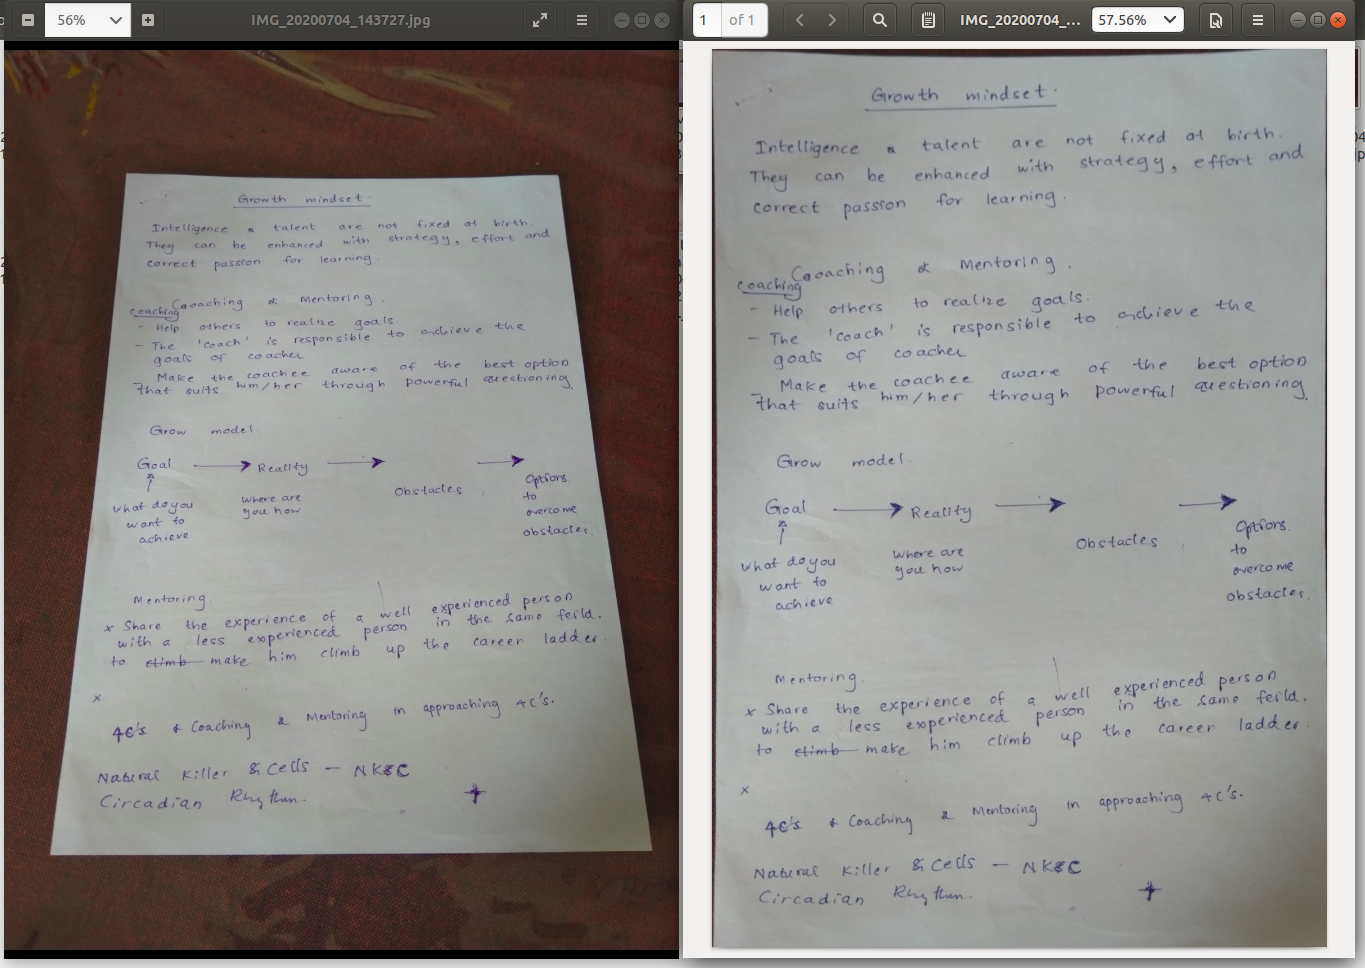 56%
IMG_20200704_143727.jpg
Growth mindset.
Intelligence & talent are not fixed at birth.
They can be enhanced with strategy, effort and
correct passion for learning.
Cooaching & Mentoring.
coaching
- Help others to realize goals.
- The 'coach' is responsible to achieve the
goals of coachee
- Make the coachee aware of the best option
that suits him/her through powerful questioning.
Grow model.
Goal → Reality → Obstacles → Options
to
overcome
obstacles.
What do you
want to
achieve
Where are
you now
Mentoring.
x Share the experience of a well experienced person
with a less experienced person in the same feild.
to climb make him climb up the career ladder.
x
4C's & Coaching & Mentoring in approaching 4C's.
Natural Killer & Cells — NK&C
Circadian Rhythm.
1 of 1
IMG_20200704_...
57.56%
Growth mindset.
Intelligence & talent are not fixed at birth.
They can be enhanced with strategy, effort and
correct passion for learning.
Cooaching & Mentoring.
coaching
- Help others to realize goals.
- The 'coach' is responsible to achieve the
goals of coachee
- Make the coachee aware of the best option
that suits him/her through powerful questioning.
Grow model.
Goal → Reality → Obstacles → Options
to
overcome
obstacles.
What do you
want to
achieve
Where are
you now
Mentoring.
x Share the experience of a well experienced person
with a less experienced person in the same feild.
to climb make him climb up the career ladder.
x
4C's & Coaching & Mentoring in approaching 4C's.
Natural Killer & Cells — NK&C
Circadian Rhythm.